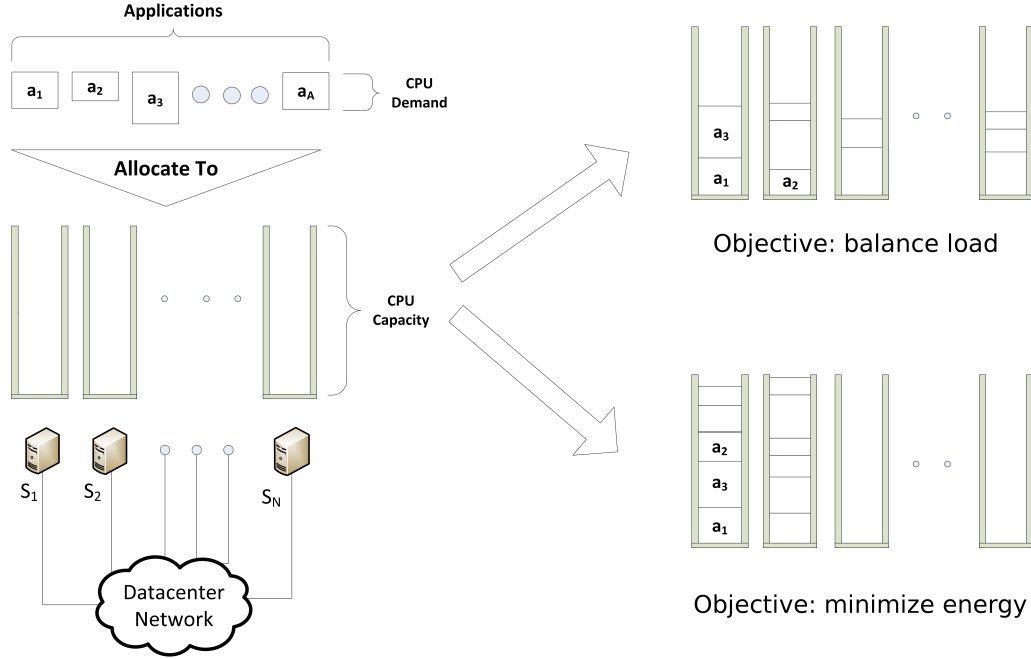 Applications
a1
a2
a3
aA
CPU
Demand
Allocate To
CPU
Capacity
S1
S2
SN
Datacenter
Network
a3
a1
a2
Objective: balance load
a2
a3
a1
Objective: minimize energy